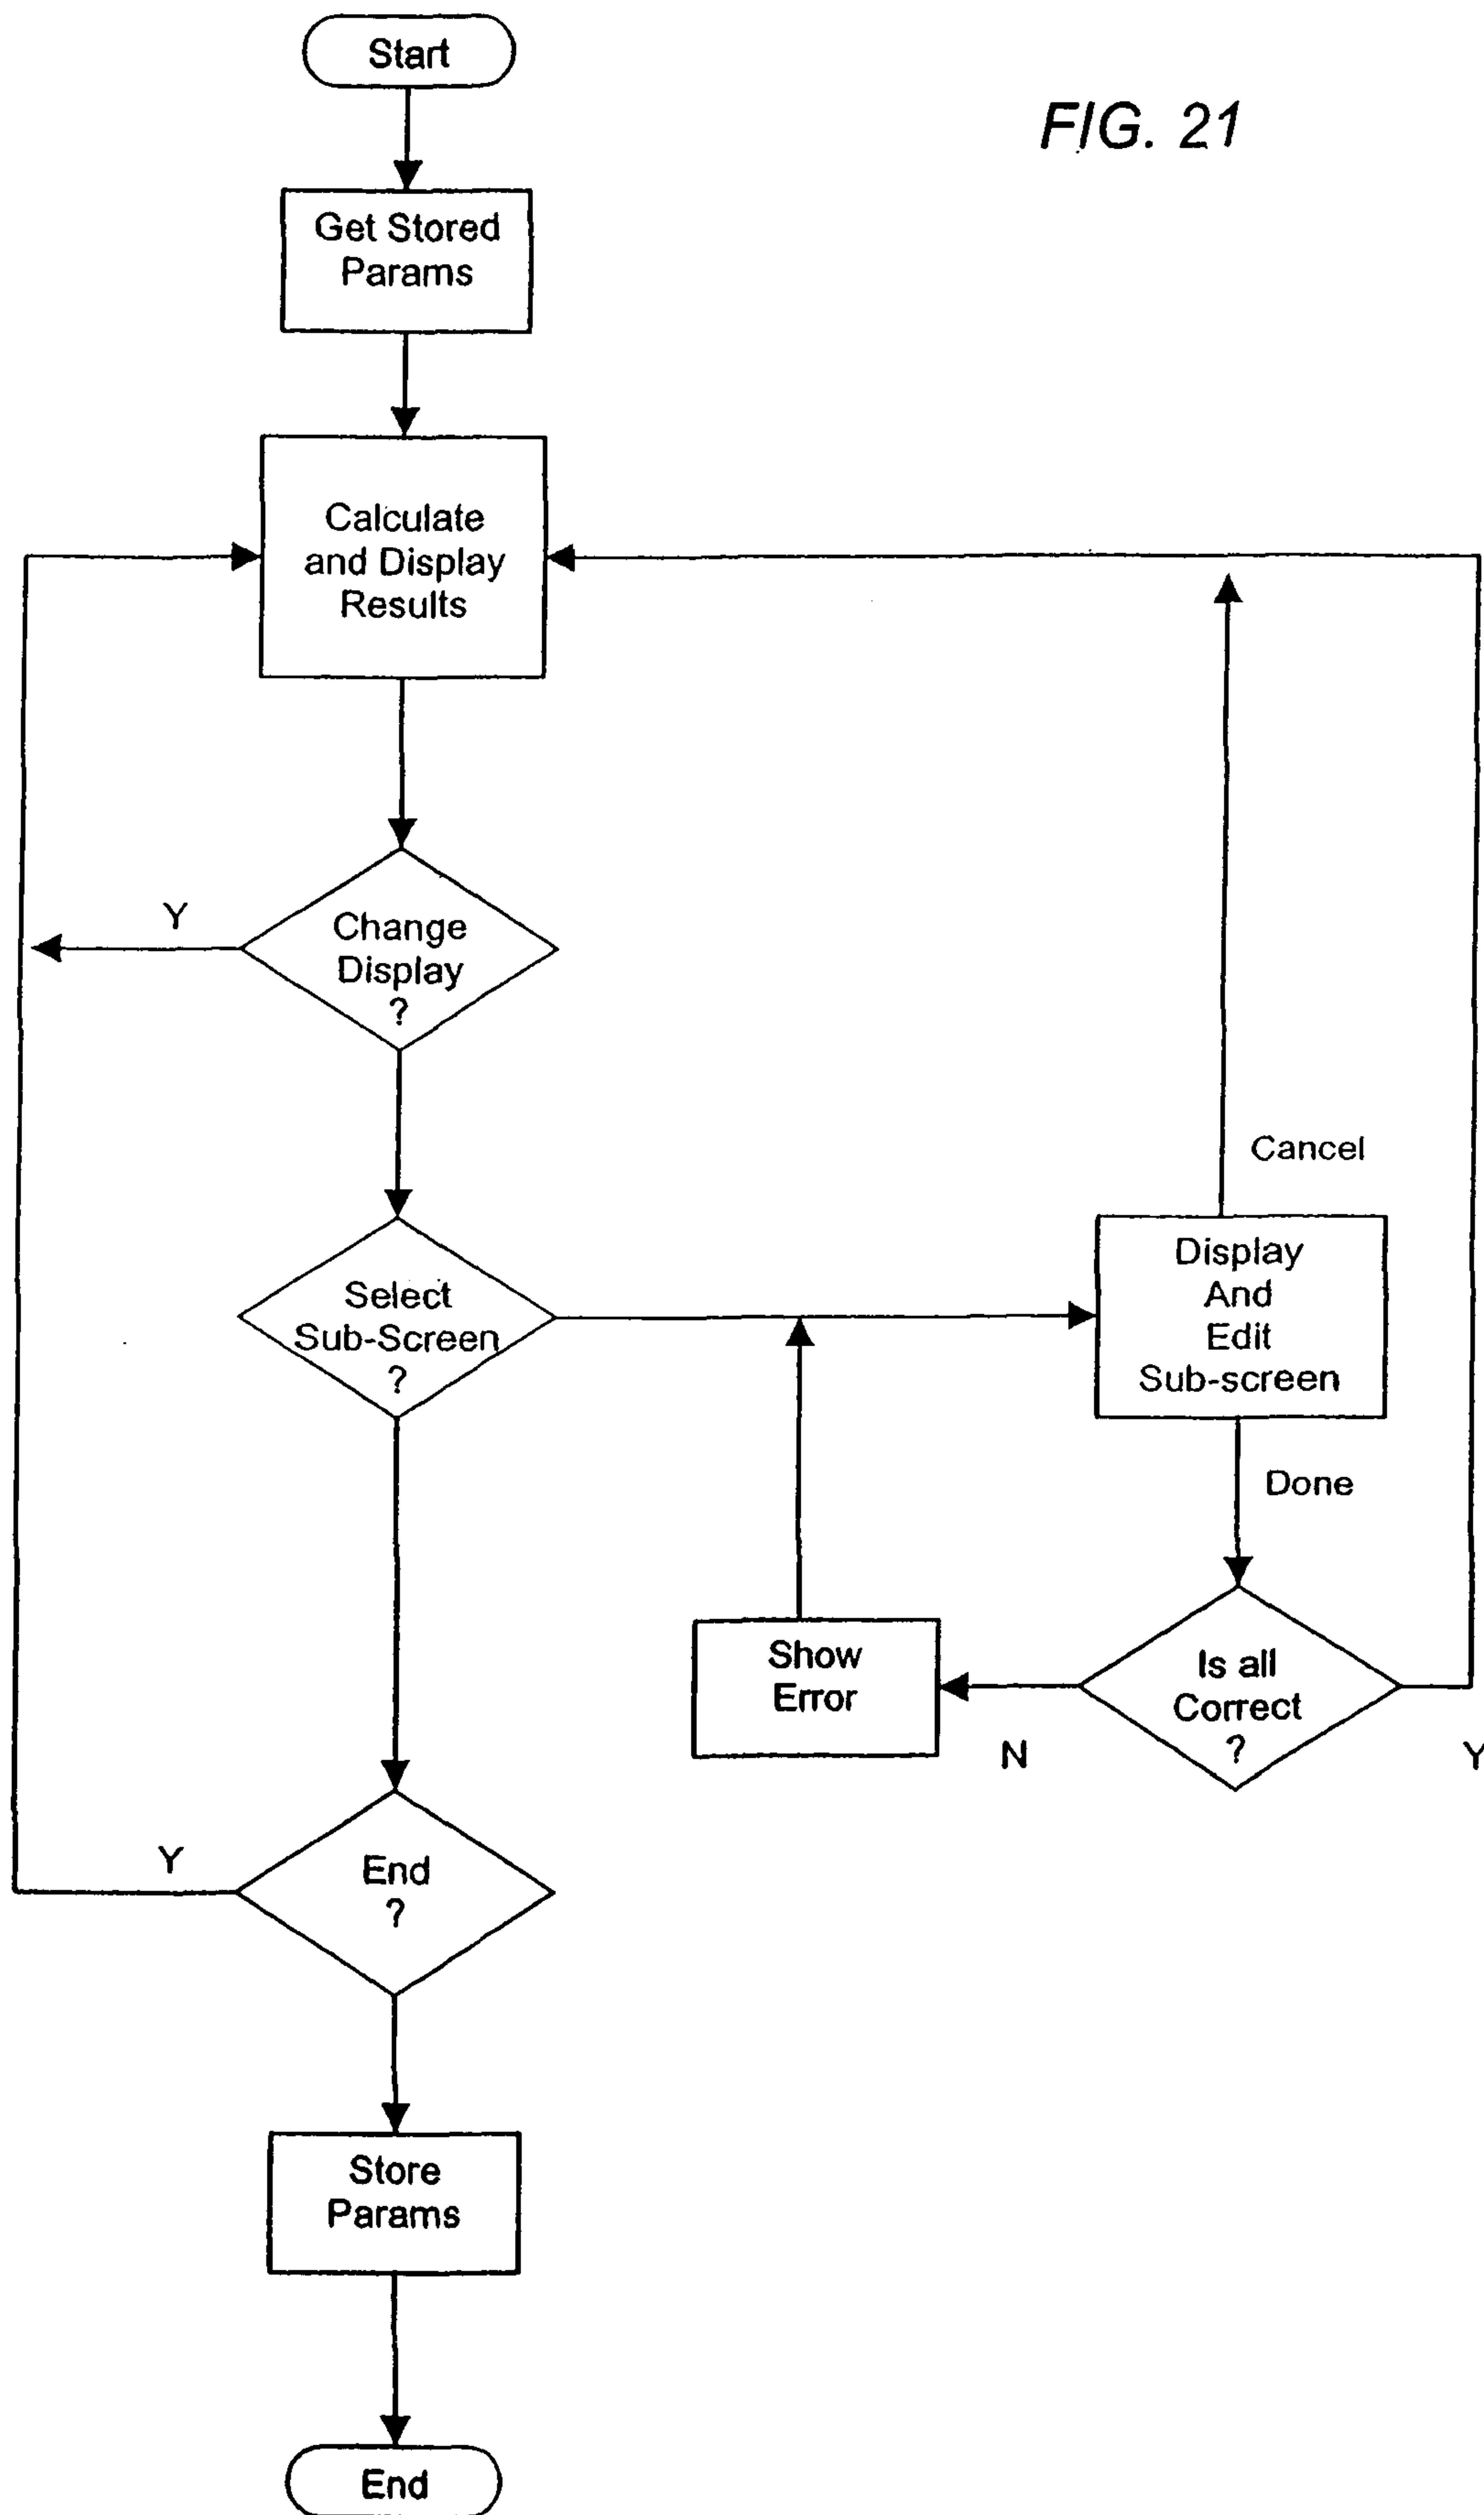 Start
FIG. 21
Get Stored
Params
Calculate
and Display
Results
Y
Change
Display
?
Cancel
Select
Sub-Screen
?
Display
And
Edit
Sub-screen
Done
Show
Error
Is all
Correct
?
N
Y
Y
End
?
Store
Params
End